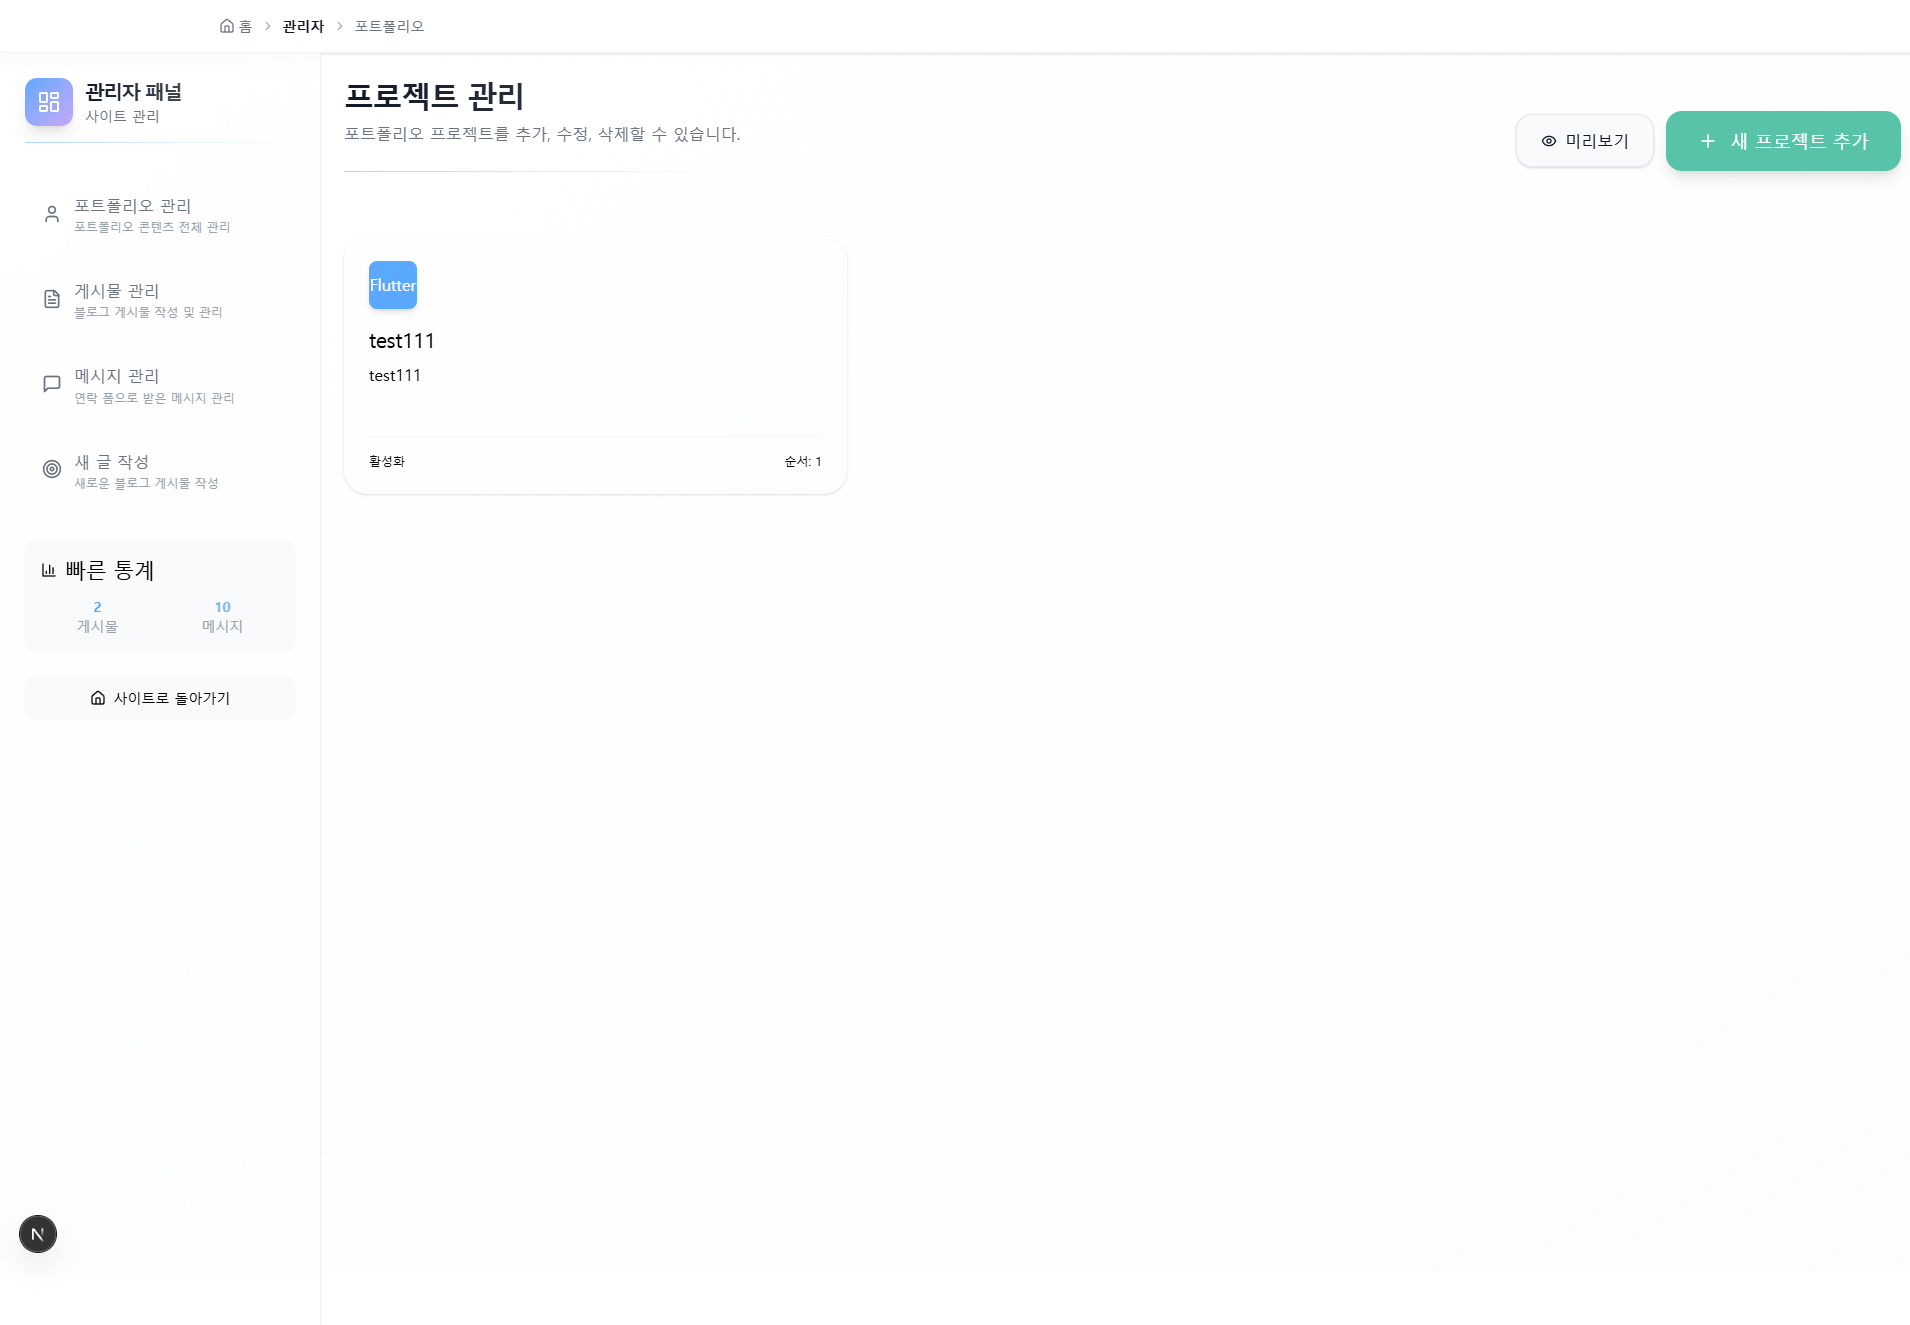 홈 > 관리자 > 포트폴리오
관리자 패널
사이트 관리
포트폴리오 관리
포트폴리오 콘텐츠 전체 관리
게시물 관리
블로그 게시물 작성 및 관리
메시지 관리
연락 폼으로 받은 메시지 관리
새 글 작성
새로운 블로그 게시물 작성
빠른 통계
2 10
게시물 메시지
사이트로 돌아가기
N
프로젝트 관리
포트폴리오 프로젝트를 추가, 수정, 삭제할 수 있습니다.
미리보기
+ 새 프로젝트 추가
Flutter
test111
test111
활성화 순서: 1